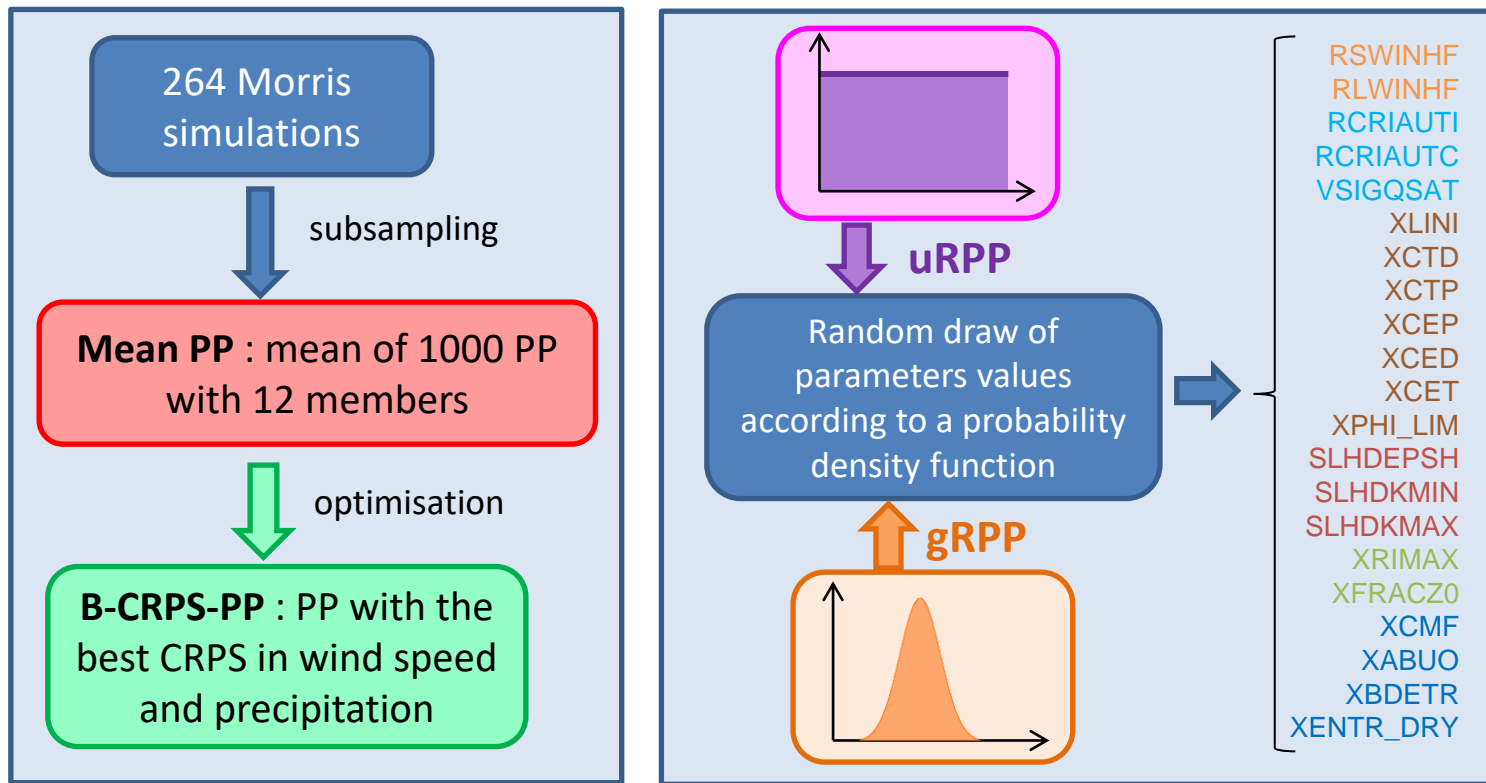 264 Morris
simulations
subsampling
Mean PP : mean of 1000 PP
with 12 members
optimisation
B-CRPS-PP : PP with the
best CRPS in wind speed
and precipitation
uRPP
Random draw of
parameters values
according to a probability
density function
gRPP
RSWINHF
RLWINHF
RCRIAUTI
RCRIAUTC
VSIGQSAT
XLINI
XCTD
XCTP
XCEP
XCED
XCET
XPHI_LIM
SLHDEPSH
SLHDKMIN
SLHDKMAX
XRIMAX
XFRACZ0
XCMF
XABUO
XBDETR
XENTR_DRY